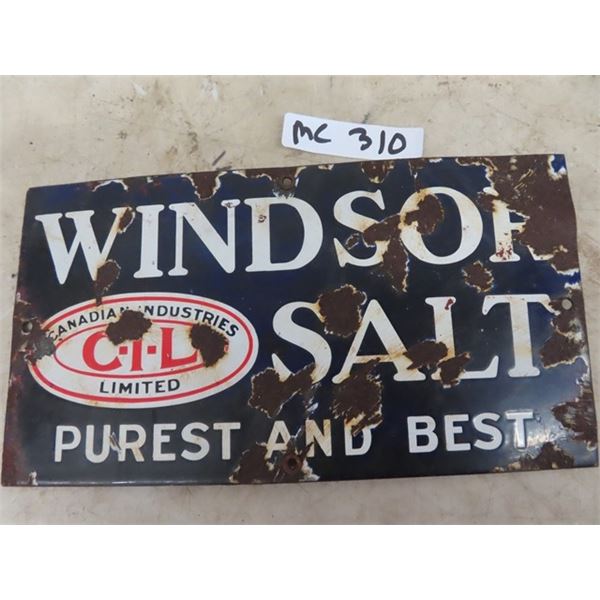 MC 310
WINDSOR
CANADIAN INDUSTRIES
C-I-L
LIMITED
SALT
PUREST AND BEST